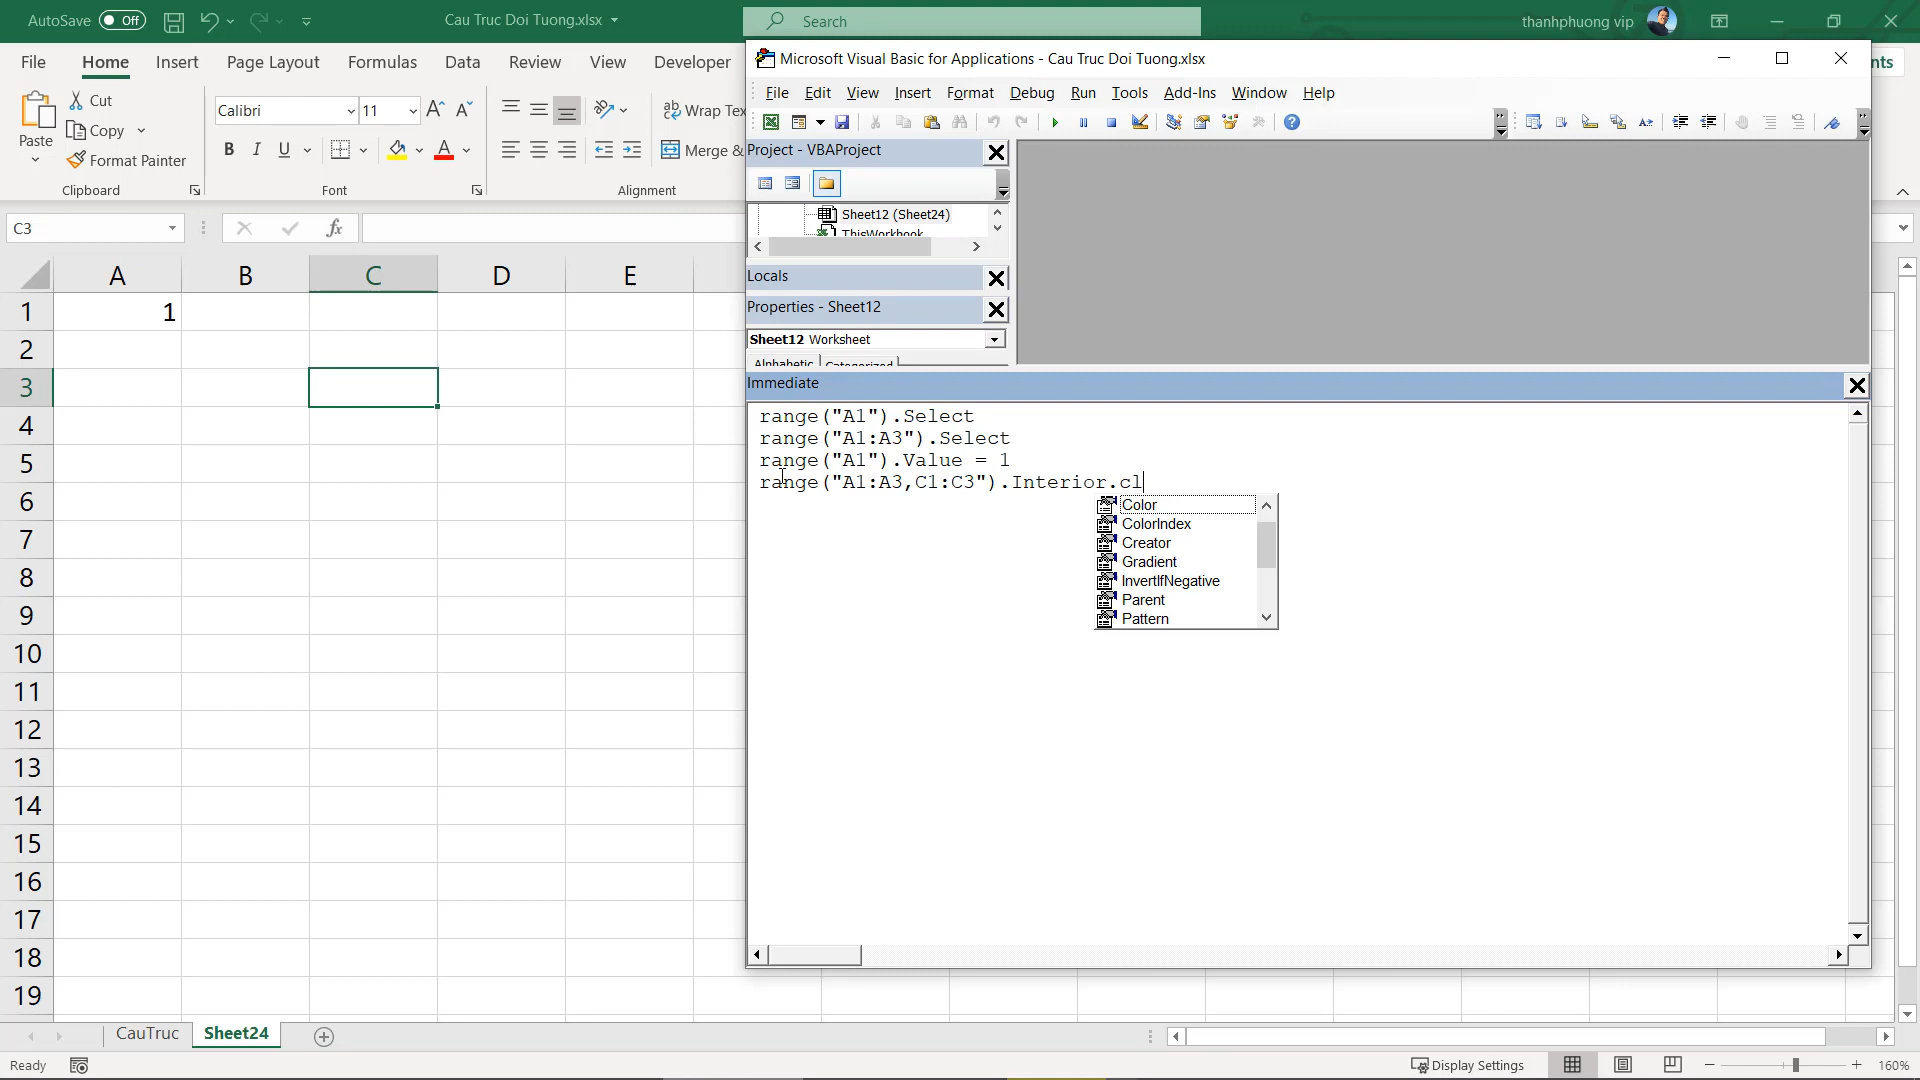 AutoSave Off Cau Truc Doi Tuong.xlsx Search thanhphuong vip
File Home Insert Page Layout Formulas Data Review View Developer
nts
Paste Cut Copy Format Painter Calibri 11 A A Wrap Tex
B I U A Merge &
Clipboard Font Alignment
C3 fx
A B C D E
1 1
2
3
4
5
6
7
8
9
10
11
12
13
14
15
16
17
18
19
Microsoft Visual Basic for Applications - Cau Truc Doi Tuong.xlsx
File Edit View Insert Format Debug Run Tools Add-Ins Window Help
Project - VBAProject
Sheet12 (Sheet24)
ThisWorkbook
Locals
Properties - Sheet12
Sheet12 Worksheet
Alphabetic Categorized
Immediate
range("A1").Select
range("A1:A3").Select
range("A1").Value = 1
range("A1:A3,C1:C3").Interior.cl
Color
ColorIndex
Creator
Gradient
InvertIfNegative
Parent
Pattern
CauTruc Sheet24
Ready Display Settings 160%